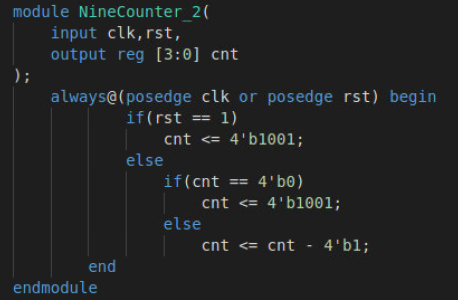 module NineCounter_2(
    input clk,rst,
    output reg [3:0] cnt
);
    always@(posedge clk or posedge rst) begin
            if(rst == 1)
                cnt <= 4'b1001;
            else
                if(cnt == 4'b0)
                    cnt <= 4'b1001;
                else
                    cnt <= cnt - 4'b1;
        end
endmodule